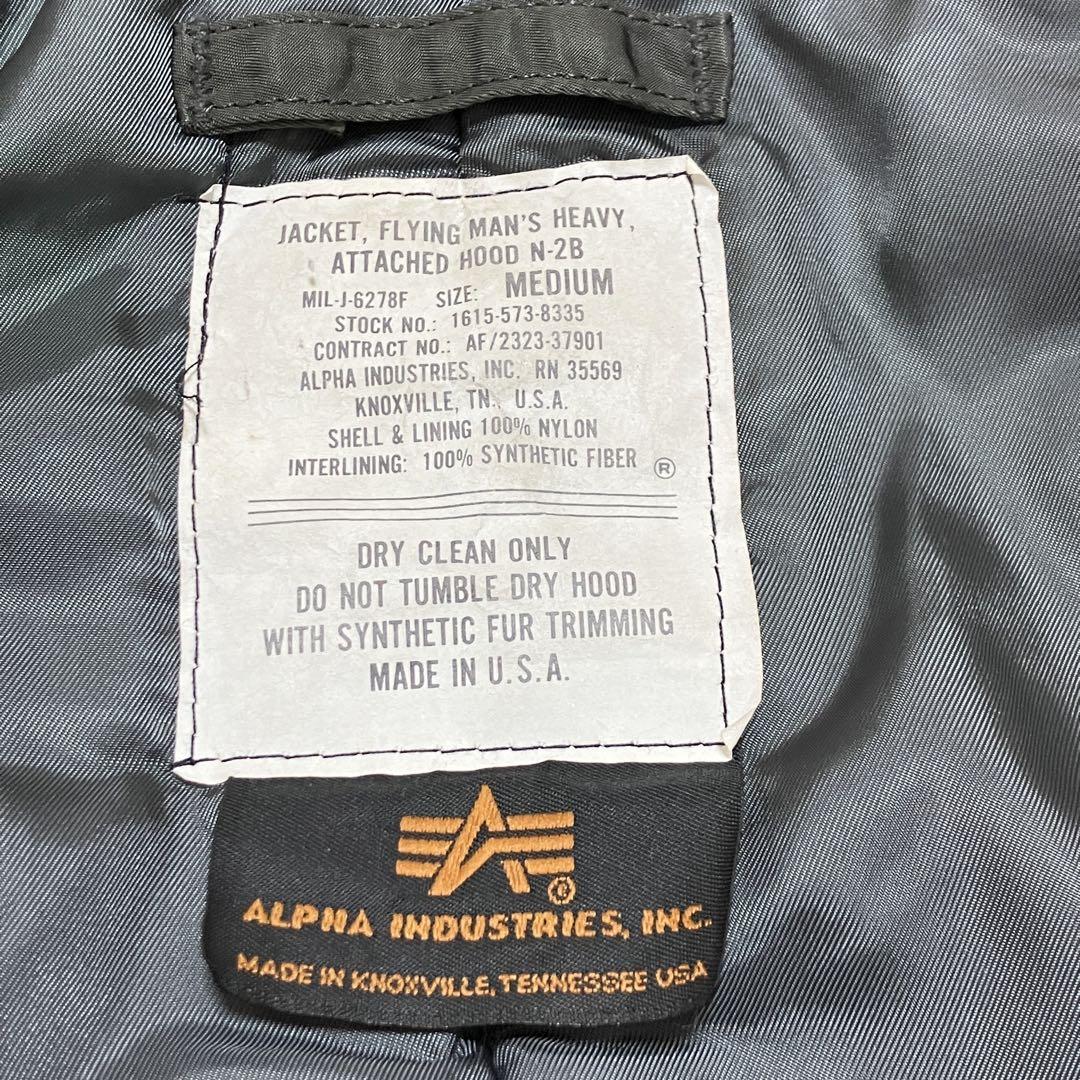 JACKET, FLYING MAN'S HEAVY,
ATTACHED HOOD N-2B
MIL-J-6278F SIZE: MEDIUM
STOCK NO.: 1615-573-8335
CONTRACT NO.: AF/2323-37901
ALPHA INDUSTRIES, INC. RN 35569
KNOXVILLE, TN., U.S.A.
SHELL & LINING 100% NYLON
INTERLINING: 100% SYNTHETIC FIBER ®
DRY CLEAN ONLY
DO NOT TUMBLE DRY HOOD
WITH SYNTHETIC FUR TRIMMING
MADE IN U.S.A.
®
ALPHA INDUSTRIES, INC.
MADE IN KNOXVILLE, TENNESSEE USA